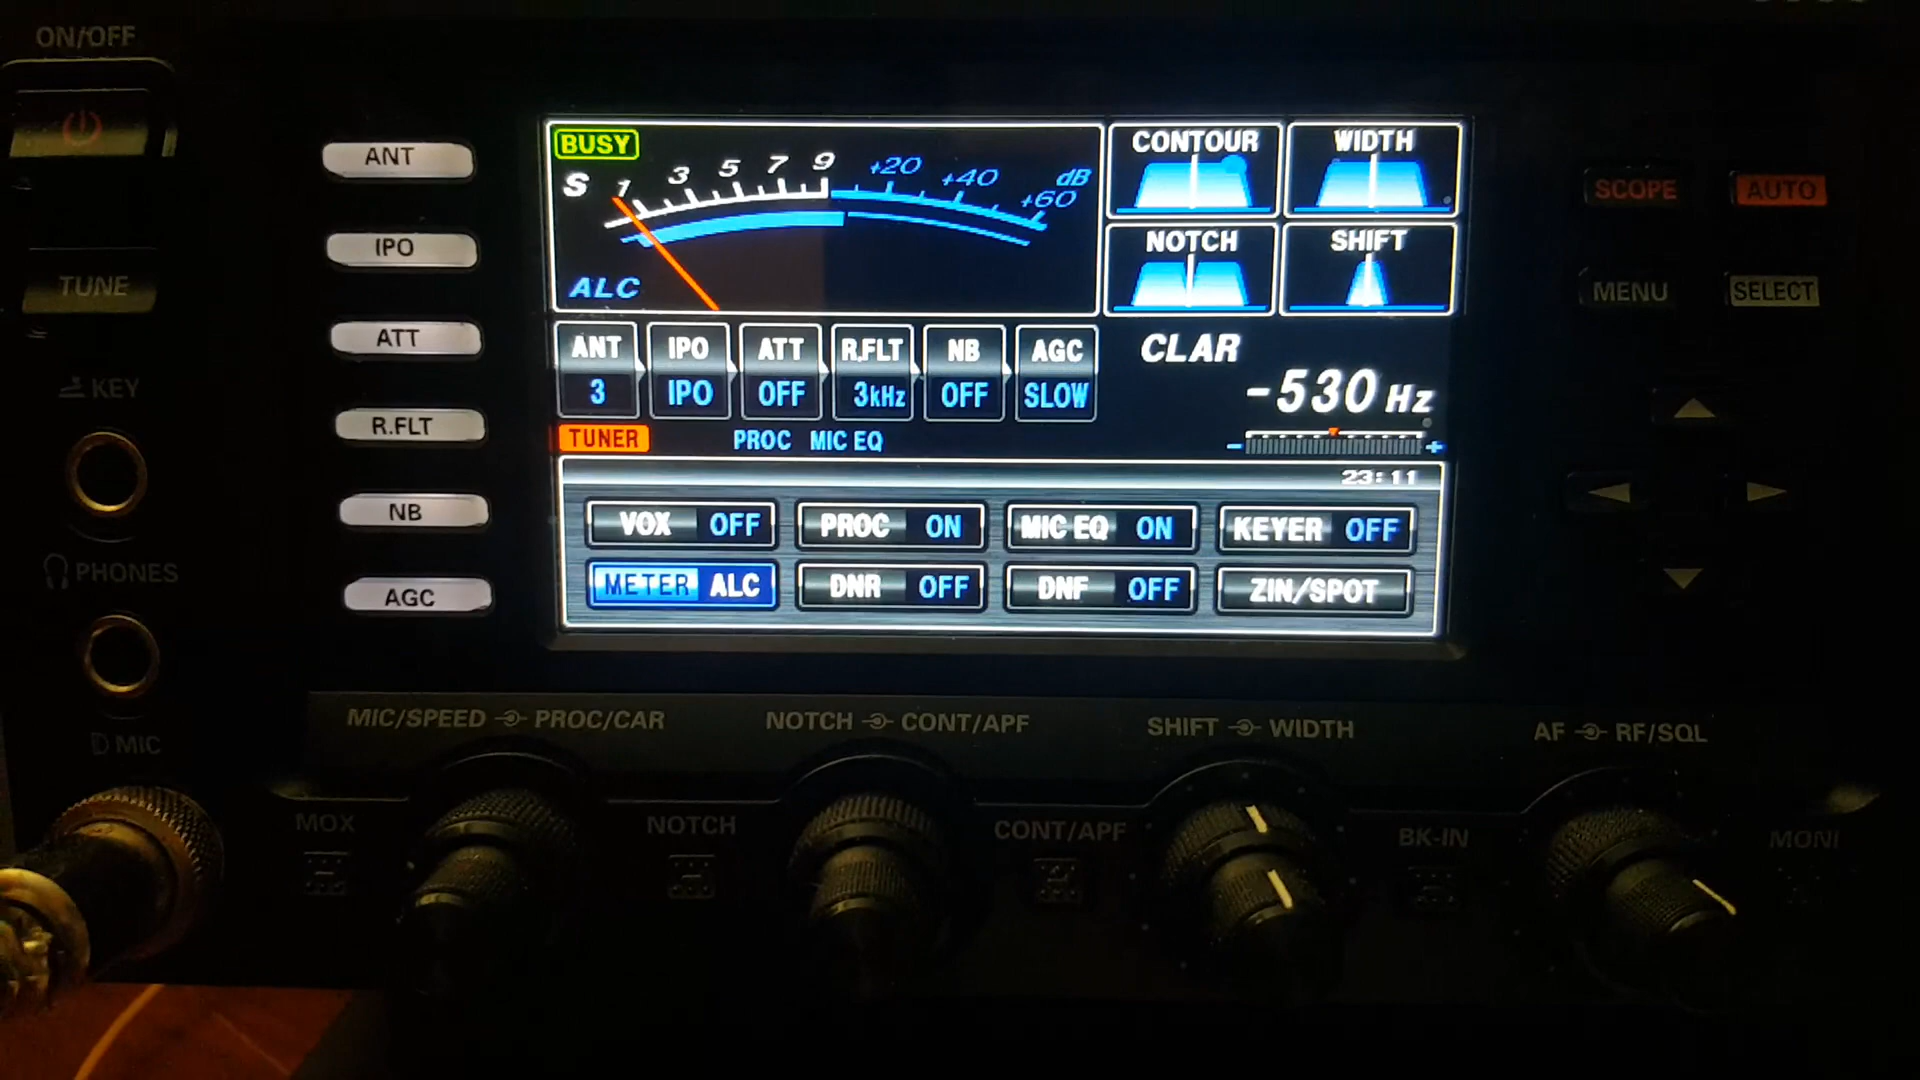 ON/OFF
TUNE
KEY
PHONES
MIC
ANT
IPO
ATT
R.FLT
NB
AGC
BUSY
S 1 3 5 7 9 +20 +40 +60 dB
ALC
CONTOUR WIDTH
NOTCH SHIFT
ANT IPO ATT R.FLT NB AGC
3 IPO OFF 3kHz OFF SLOW
CLAR
-530 Hz
TUNER PROC MIC EQ
- +
23:11
VOX OFF PROC ON MIC EQ ON KEYER OFF
METER ALC DNR OFF DNF OFF ZIN/SPOT
SCOPE AUTO
MENU SELECT
MIC/SPEED PROC/CAR NOTCH CONT/APF SHIFT WIDTH AF RF/SQL
MOX NOTCH CONT/APF BK-IN MONI